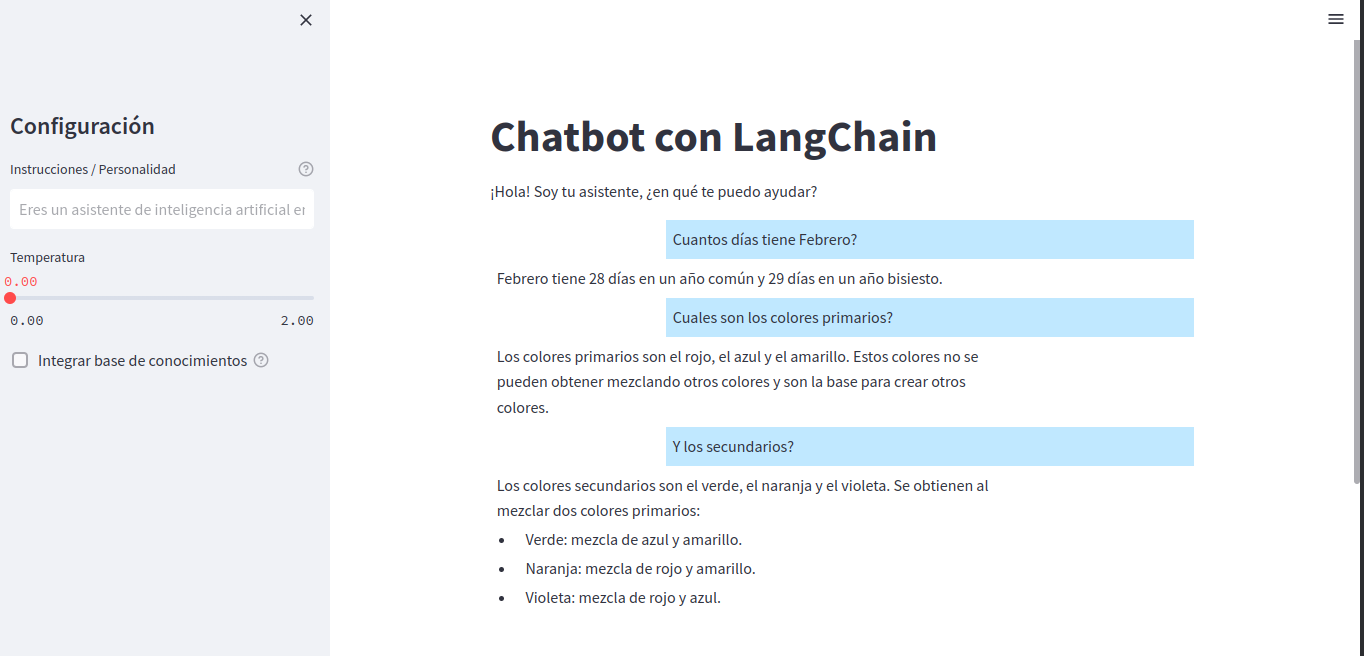 Configuración
Instrucciones / Personalidad
Eres un asistente de inteligencia artificial
Temperatura
0.00
0.00 2.00
Integrar base de conocimientos
Chatbot con LangChain
¡Hola! Soy tu asistente, ¿en qué te puedo ayudar?
Cuantos días tiene Febrero?
Febrero tiene 28 días en un año común y 29 días en un año bisiesto.
Cuales son los colores primarios?
Los colores primarios son el rojo, el azul y el amarillo. Estos colores no se
pueden obtener mezclando otros colores y son la base para crear otros
colores.
Y los secundarios?
Los colores secundarios son el verde, el naranja y el violeta. Se obtienen al
mezclar dos colores primarios:
• Verde: mezcla de azul y amarillo.
• Naranja: mezcla de rojo y amarillo.
• Violeta: mezcla de rojo y azul.